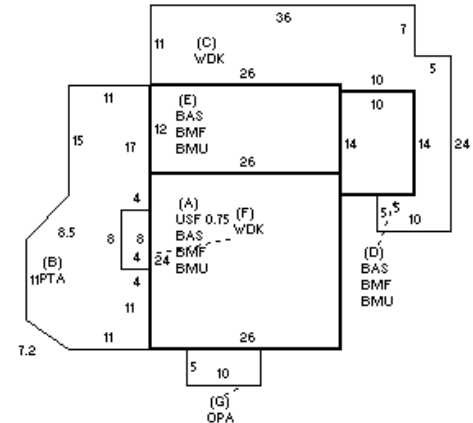 36
7
11
(C)
WDK
5
26
10
11
10
(E)
BAS
BMF
BMU
15
17
12
14
14
24
26
4
5
5
10
(A)
USF 0.75
(F)
WDK
BAS
BMF
BMU
8
8
8.5
4
24
(D)
BAS
BMF
BMU
(B)
11PTA
4
11
11
26
7.2
5
10
(G)
OPA